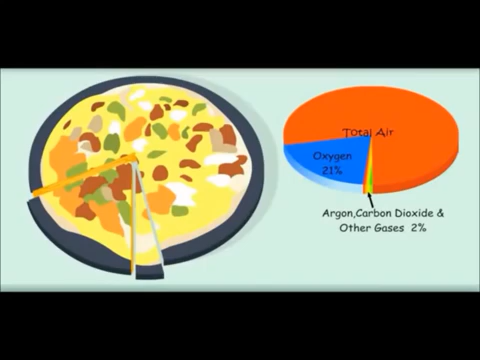 Total Air
Oxygen
21%
Argon,Carbon Dioxide &
Other Gases 2%